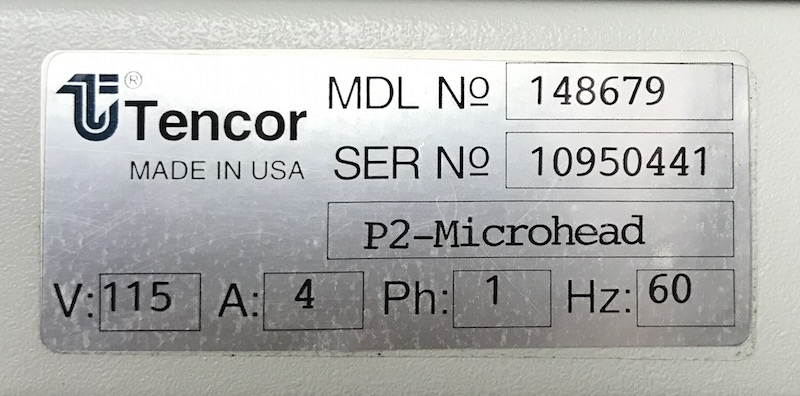 ® Tencor
MADE IN USA
MDL Nº 148679
SER Nº 10950441
P2-Microhead
V: 115 A: 4 Ph: 1 Hz: 60